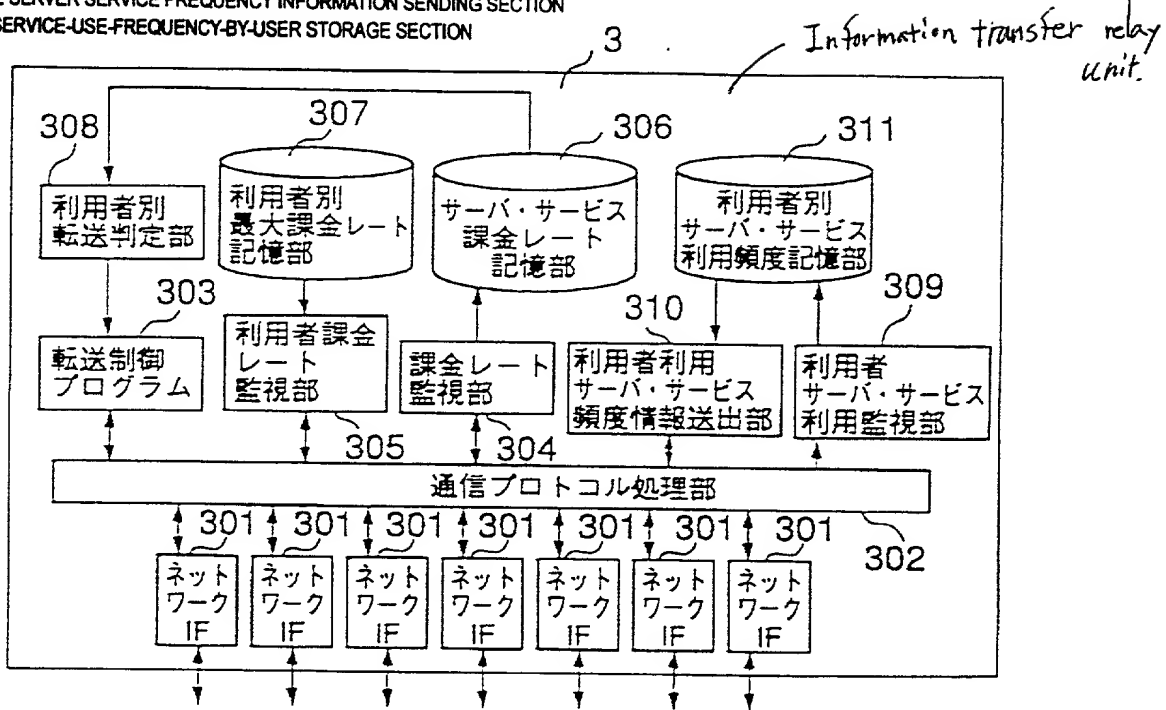 SERVER SERVICE FREQUENCY INFORMATION SENDING SECTION
SERVICE-USE-FREQUENCY-BY-USER STORAGE SECTION
3
Information transfer relay
unit.
308
307
306
311
利用者別
転送判定部
利用者別
最大課金レート
記憶部
サーバ・サービス
課金レート
記憶部
利用者別
サーバ・サービス
利用頻度記憶部
303
310
309
転送制御
プログラム
利用者課金
レート
監視部
課金レート
監視部
利用者利用
サーバ・サービス
頻度情報送出部
利用者
サーバ・サービス
利用監視部
305
304
通信プロトコル処理部
301
301
301
301
301
301
301
302
ネット
ワーク
IF
ネット
ワーク
IF
ネット
ワーク
IF
ネット
ワーク
IF
ネット
ワーク
IF
ネット
ワーク
IF
ネット
ワーク
IF